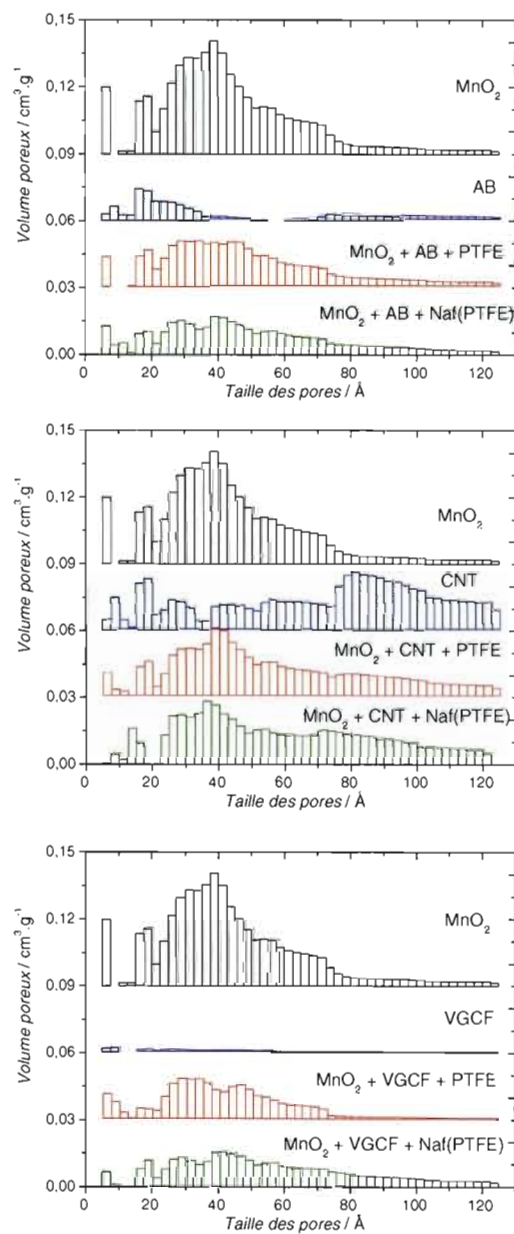 0,15
0,12
0,09
0,06
0,03
0,00
Volume poreux / cm³.g⁻¹
MnO₂
AB
MnO₂ + AB + PTFE
MnO₂ + AB + Naf(PTFE)
0 20 40 60 80 100 120
Taille des pores / Å
0,15
0,12
0,09
0,06
0,03
0,00
Volume poreux / cm³.g⁻¹
MnO₂
CNT
MnO₂ + CNT + PTFE
MnO₂ + CNT + Naf(PTFE)
0 20 40 60 80 100 120
Taille des pores / Å
0,15
0,12
0,09
0,06
0,03
0,00
Volume poreux / cm³.g⁻¹
MnO₂
VGCF
MnO₂ + VGCF + PTFE
MnO₂ + VGCF + Naf(PTFE)
0 20 40 60 80 100 120
Taille des pores / Å